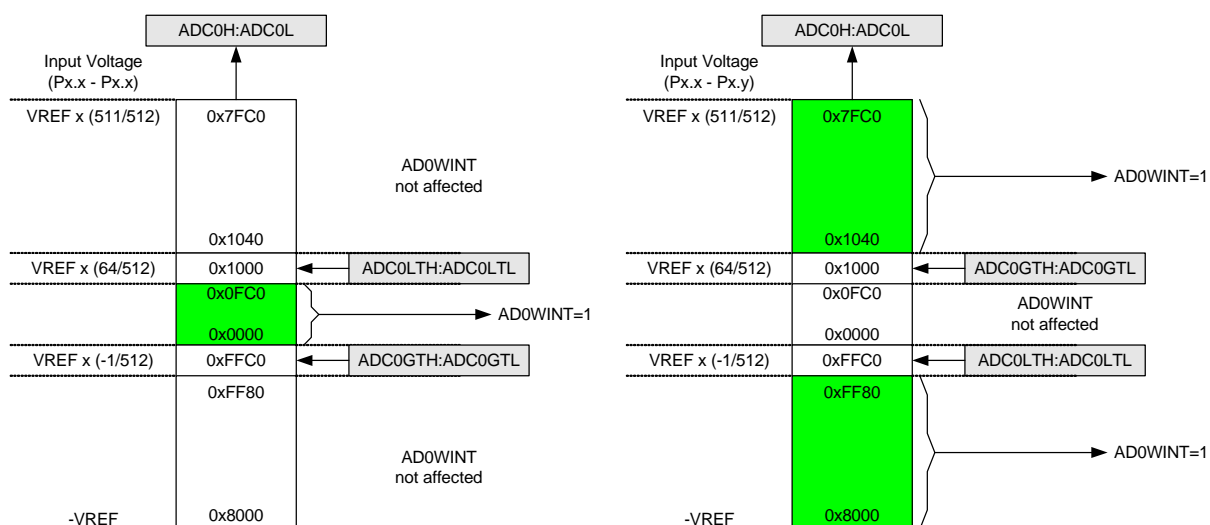 ADC0H:ADC0L
Input Voltage
(Px.x - Px.x)
VREF x (511/512)
0x7FC0
AD0WINT
not affected
0x1040
VREF x (64/512)
0x1000
ADC0LTH:ADC0LTL
0x0FC0
AD0WINT=1
0x0000
VREF x (-1/512)
0xFFC0
ADC0GTH:ADC0GTL
0xFF80
AD0WINT
not affected
-VREF
0x8000
ADC0H:ADC0L
Input Voltage
(Px.x - Px.y)
VREF x (511/512)
0x7FC0
AD0WINT=1
0x1040
VREF x (64/512)
0x1000
ADC0GTH:ADC0GTL
0x0FC0
AD0WINT
not affected
0x0000
VREF x (-1/512)
0xFFC0
ADC0LTH:ADC0LTL
0xFF80
AD0WINT=1
-VREF
0x8000